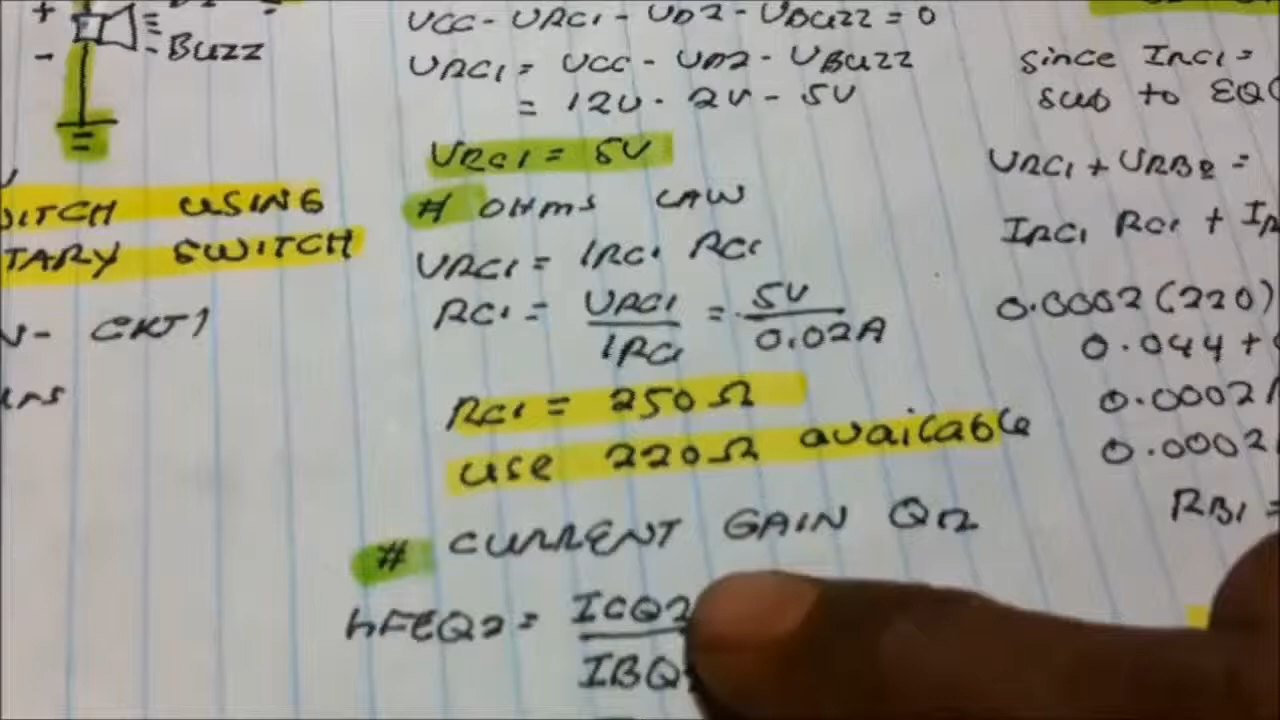 +
-
Buzz
ITCH USING
TARY SWITCH
CKT1
VCC - VRC1 - VD2 - VBUZZ = 0
VRC1 = VCC - VD2 - VBUZZ
= 12V - 2V - 5V
VRC1 = 5V
# OHMS LAW
VRC1 = IRC1 RC1
RC1 = VRC1 / IRC1 = 5V / 0.02A
RC1 = 250Ω
use 220Ω available
# CURRENT GAIN Q2
hFEQ2 = ICQ2 / IBQ
since IRC1 =
sub to EQ
VRC1 + VRB2 =
IRC1 RC1 + IR
0.0002(220)
0.044 +
0.0002
0.0002
RB1 =